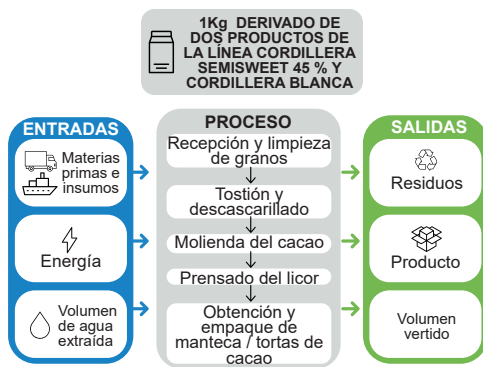 1Kg DERIVADO DE
DOS PRODUCTOS DE
LA LÍNEA CORDILLERA
SEMISWEET 45 % Y
CORDILLERA BLANCA
ENTRADAS
Materias
primas e
insumos
Energía
Volumen
de agua
extraída
PROCESO
Recepción y limpieza
de granos
Tostión y
descascarillado
Molienda del cacao
Prensado del licor
Obtención y
empaque de
manteca / tortas de
cacao
SALIDAS
Residuos
Producto
Volumen
vertido